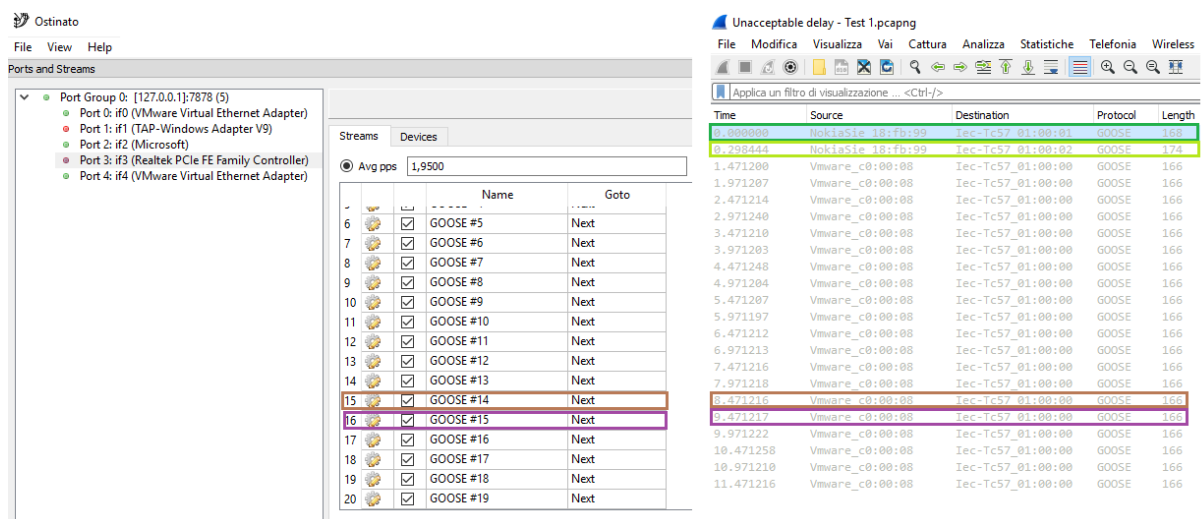 Ostinato
File View Help
Ports and Streams
Port Group 0: [127.0.0.1]:7878 (5)
Port 0: if0 (VMware Virtual Ethernet Adapter)
Port 1: if1 (TAP-Windows Adapter V9)
Port 2: if2 (Microsoft)
Port 3: if3 (Realtek PCIe FE Family Controller)
Port 4: if4 (VMware Virtual Ethernet Adapter)
Streams Devices
Avg pps 1,9500
Name Goto
6 GOOSE #5 Next
7 GOOSE #6 Next
8 GOOSE #7 Next
9 GOOSE #8 Next
10 GOOSE #9 Next
11 GOOSE #10 Next
12 GOOSE #11 Next
13 GOOSE #12 Next
14 GOOSE #13 Next
15 GOOSE #14 Next
16 GOOSE #15 Next
17 GOOSE #16 Next
18 GOOSE #17 Next
19 GOOSE #18 Next
20 GOOSE #19 Next
Unacceptable delay - Test 1.pcapng
File Modifica Visualizza Vai Cattura Analizza Statistiche Telefonia Wireless
Applica un filtro di visualizzazione ... <Ctrl-/>
Time Source Destination Protocol Length
0.000000 NokiaSie_18:fb:99 Iec-Tc57_01:00:01 GOOSE 168
0.298444 NokiaSie_18:fb:99 Iec-Tc57_01:00:02 GOOSE 174
1.471200 Vmware_c0:00:08 Iec-Tc57_01:00:00 GOOSE 166
1.971207 Vmware_c0:00:08 Iec-Tc57_01:00:00 GOOSE 166
2.471214 Vmware_c0:00:08 Iec-Tc57_01:00:00 GOOSE 166
2.971240 Vmware_c0:00:08 Iec-Tc57_01:00:00 GOOSE 166
3.471210 Vmware_c0:00:08 Iec-Tc57_01:00:00 GOOSE 166
3.971203 Vmware_c0:00:08 Iec-Tc57_01:00:00 GOOSE 166
4.471248 Vmware_c0:00:08 Iec-Tc57_01:00:00 GOOSE 166
4.971204 Vmware_c0:00:08 Iec-Tc57_01:00:00 GOOSE 166
5.471207 Vmware_c0:00:08 Iec-Tc57_01:00:00 GOOSE 166
5.971197 Vmware_c0:00:08 Iec-Tc57_01:00:00 GOOSE 166
6.471212 Vmware_c0:00:08 Iec-Tc57_01:00:00 GOOSE 166
6.971213 Vmware_c0:00:08 Iec-Tc57_01:00:00 GOOSE 166
7.471216 Vmware_c0:00:08 Iec-Tc57_01:00:00 GOOSE 166
7.971218 Vmware_c0:00:08 Iec-Tc57_01:00:00 GOOSE 166
8.471216 Vmware_c0:00:08 Iec-Tc57_01:00:00 GOOSE 166
9.471217 Vmware_c0:00:08 Iec-Tc57_01:00:00 GOOSE 166
9.971222 Vmware_c0:00:08 Iec-Tc57_01:00:00 GOOSE 166
10.471258 Vmware_c0:00:08 Iec-Tc57_01:00:00 GOOSE 166
10.971210 Vmware_c0:00:08 Iec-Tc57_01:00:00 GOOSE 166
11.471216 Vmware_c0:00:08 Iec-Tc57_01:00:00 GOOSE 166